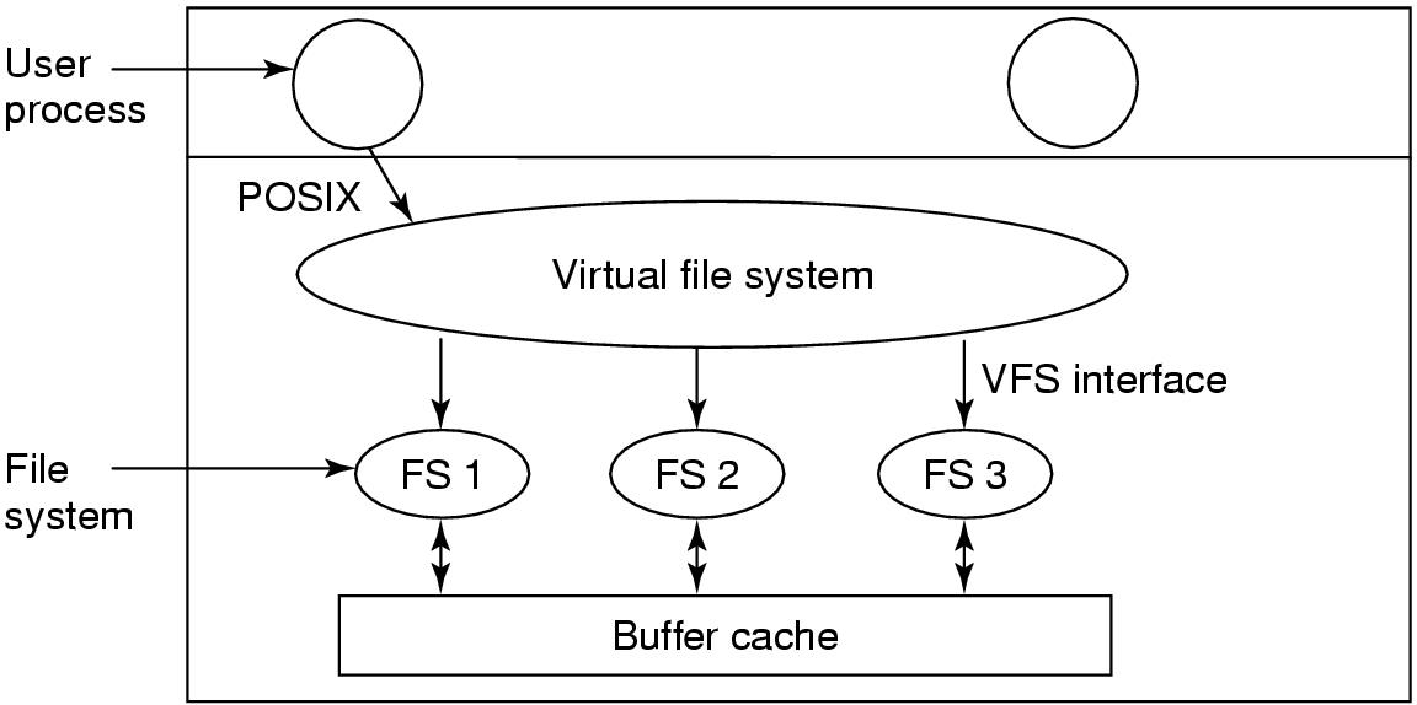 User
process
POSIX
Virtual file system
VFS interface
File
system
FS 1
FS 2
FS 3
Buffer cache